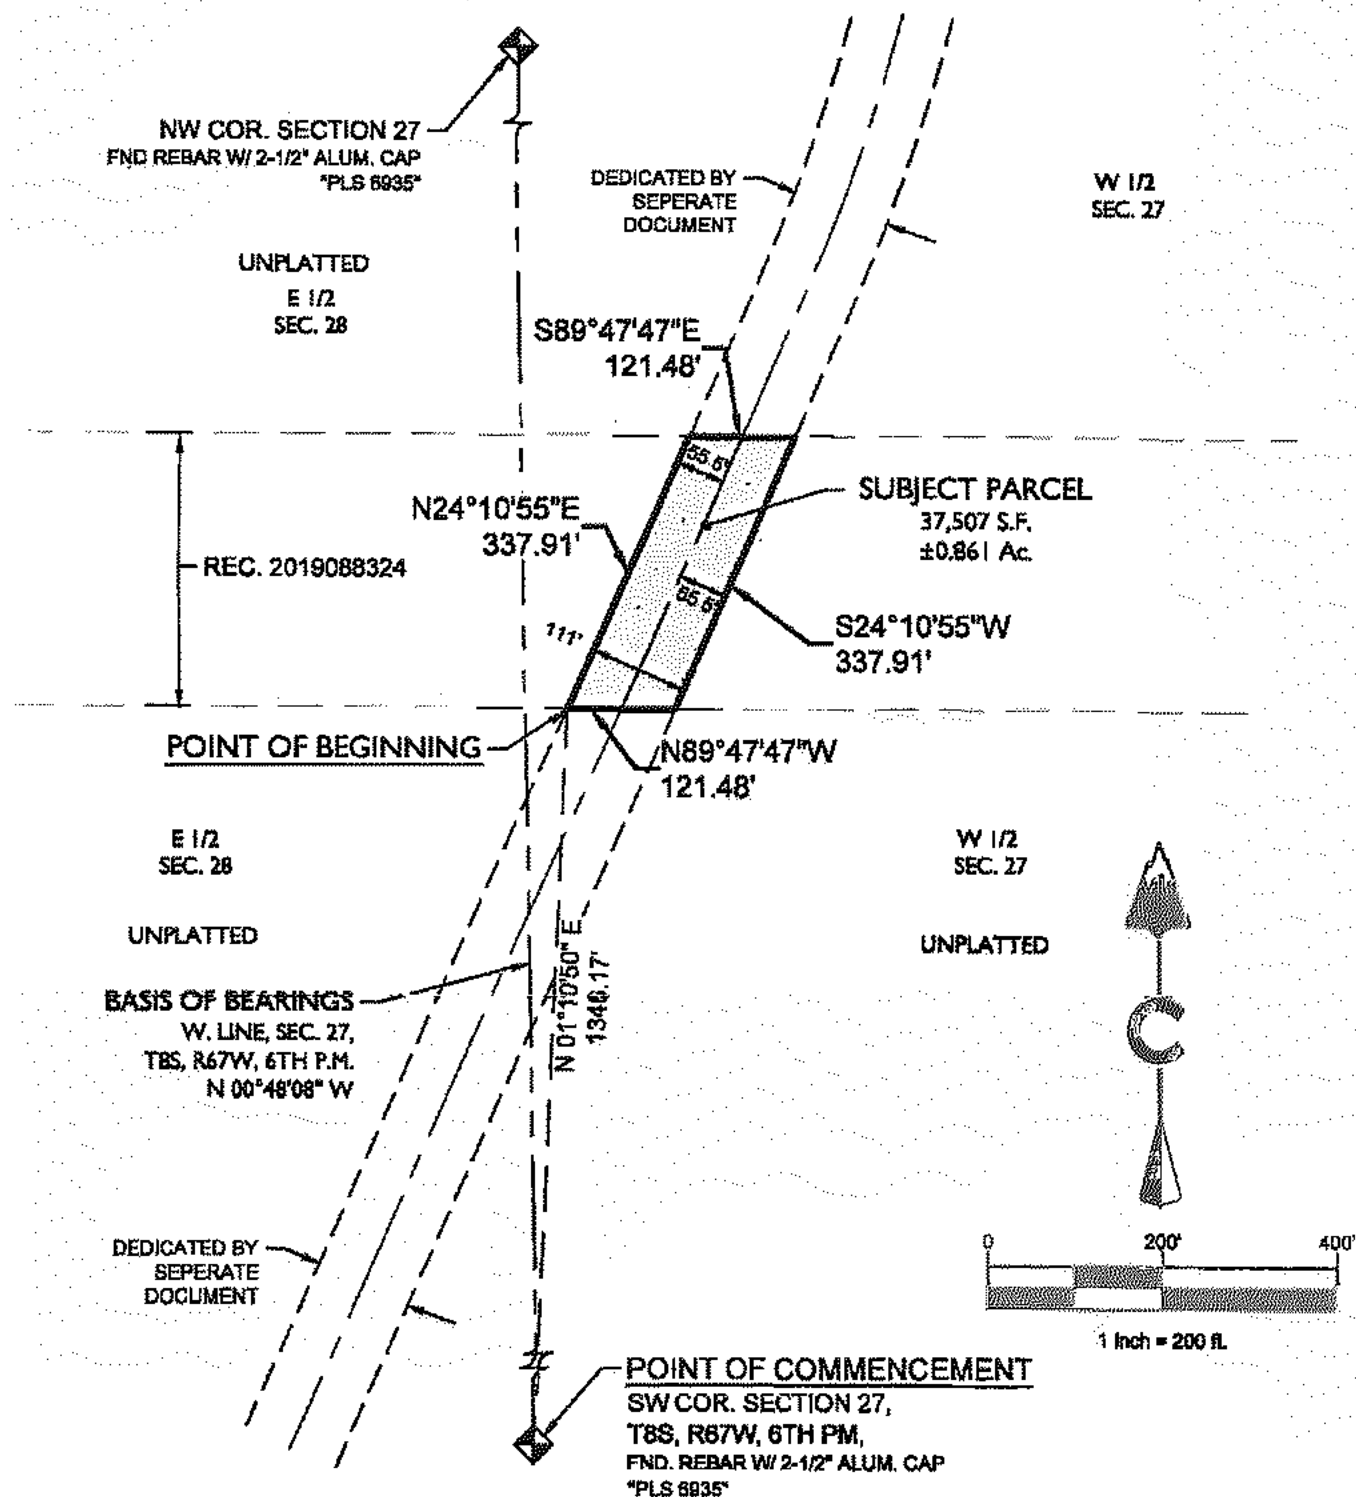 NW COR. SECTION 27
FND REBAR W/ 2-1/2" ALUM. CAP
"PLS 6935"
DEDICATED BY
SEPERATE
DOCUMENT
W 1/2
SEC. 27
UNPLATTED
E 1/2
SEC. 28
S89°47'47"E
121.48'
55.5'
SUBJECT PARCEL
37,507 S.F.
±0.861 Ac.
N24°10'55"E
337.91'
REC. 2019088324
55.5'
S24°10'55"W
337.91'
111'
POINT OF BEGINNING
N89°47'47"W
121.48'
E 1/2
SEC. 28
UNPLATTED
W 1/2
SEC. 27
UNPLATTED
N 01°10'50" E
1346.17'
BASIS OF BEARINGS
W. LINE, SEC. 27,
T8S, R67W, 6TH P.M.
N 00°48'08" W
C
DEDICATED BY
SEPERATE
DOCUMENT
0 200' 400'
1 inch = 200 ft.
POINT OF COMMENCEMENT
SW COR. SECTION 27,
T8S, R67W, 6TH PM,
FND. REBAR W/ 2-1/2" ALUM. CAP
"PLS 6935"